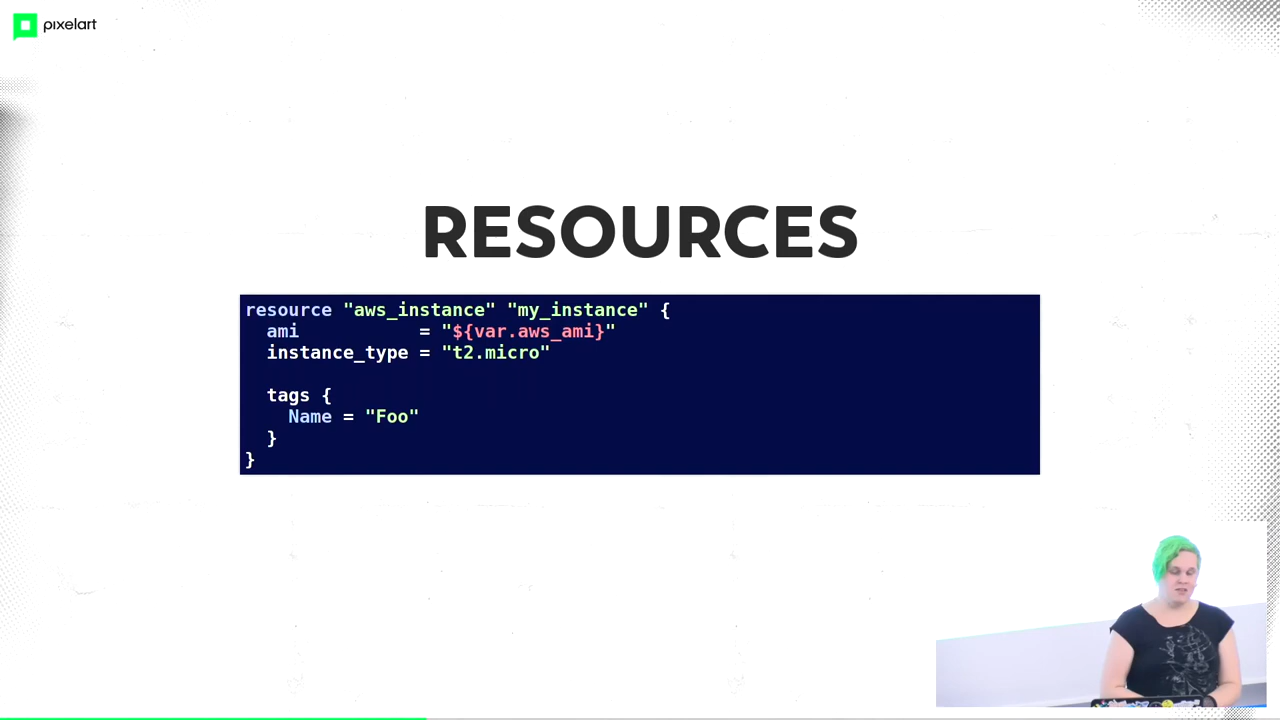 pixelart
RESOURCES
resource "aws_instance" "my_instance" {
  ami           = "${var.aws_ami}"
  instance_type = "t2.micro"

  tags {
    Name = "Foo"
  }
}